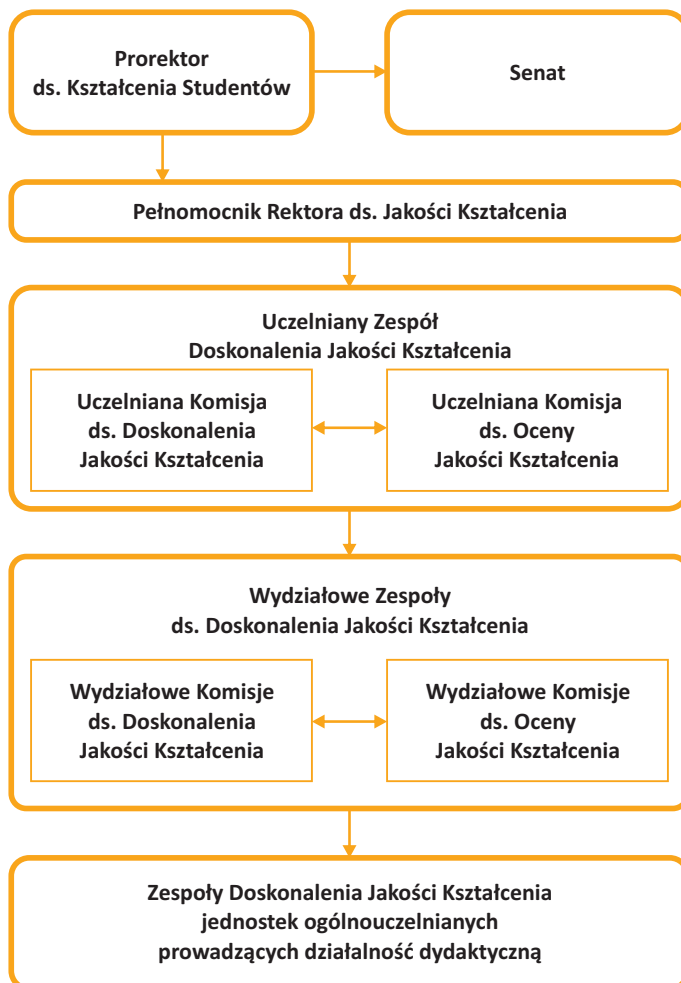 Prorektor
ds. Kształcenia Studentów
Senat
Pełnomocnik Rektora ds. Jakości Kształcenia
Uczelniany Zespół
Doskonalenia Jakości Kształcenia
Uczelniana Komisja
ds. Doskonalenia
Jakości Kształcenia
Uczelniana Komisja
ds. Oceny
Jakości Kształcenia
Wydziałowe Zespoły
ds. Doskonalenia Jakości Kształcenia
Wydziałowe Komisje
ds. Doskonalenia
Jakości Kształcenia
Wydziałowe Komisje
ds. Oceny
Jakości Kształcenia
Zespoły Doskonalenia Jakości Kształcenia
jednostek ogólnouczelnianych
prowadzących działalność dydaktyczną